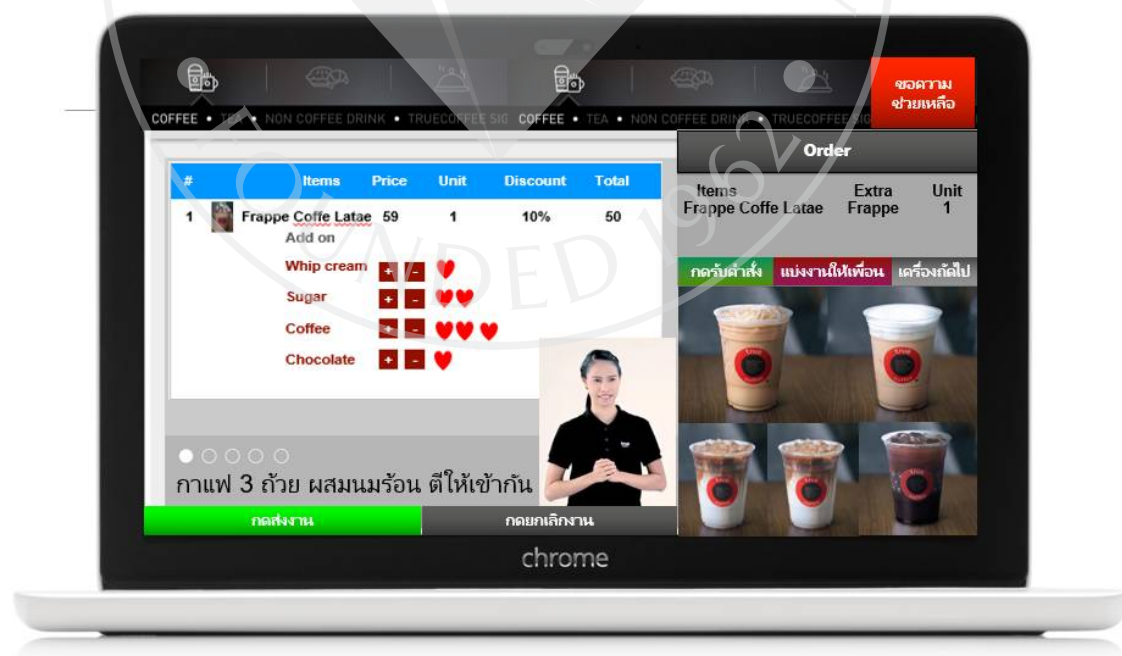 COFFEE • TEA • NON COFFEE DRINK • TRUECOFFEE SIG COFFEE • TEA • NON COFFEE DRINK • TRUECOFFEE SIG
ขอความ
ช่วยเหลือ
# Items Price Unit Discount Total
1 Frappe Coffe Latae 59 1 10% 50
Add on
Whip cream + -
Sugar + -
Coffee + -
Chocolate + -
กาแฟ 3 ถ้วย ผสมนมร้อน ตีให้เข้ากัน
กดส่งงาน กดยกเลิกงาน
Order
Items Extra Unit
Frappe Coffe Latae Frappe 1
กดรับคำสั่ง แบ่งงานให้เพื่อน เครื่องถัดไป
chrome
FOUNDED 1962